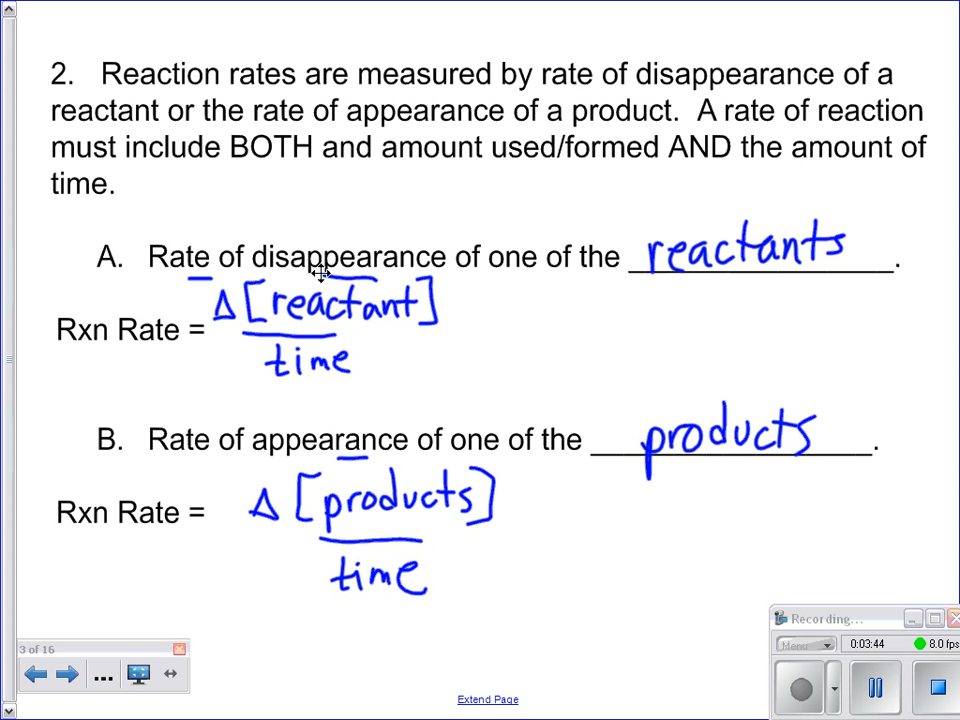 2. Reaction rates are measured by rate of disappearance of a
reactant or the rate of appearance of a product. A rate of reaction
must include BOTH and amount used/formed AND the amount of
time.
A. Rate of disappearance of one of the reactants.
Rxn Rate = - Δ [reactant]
time
B. Rate of appearance of one of the products.
Rxn Rate = Δ [products]
time
Recording...
Menu
0:03:44
8.0 fps
3 of 16
...
Extend Page